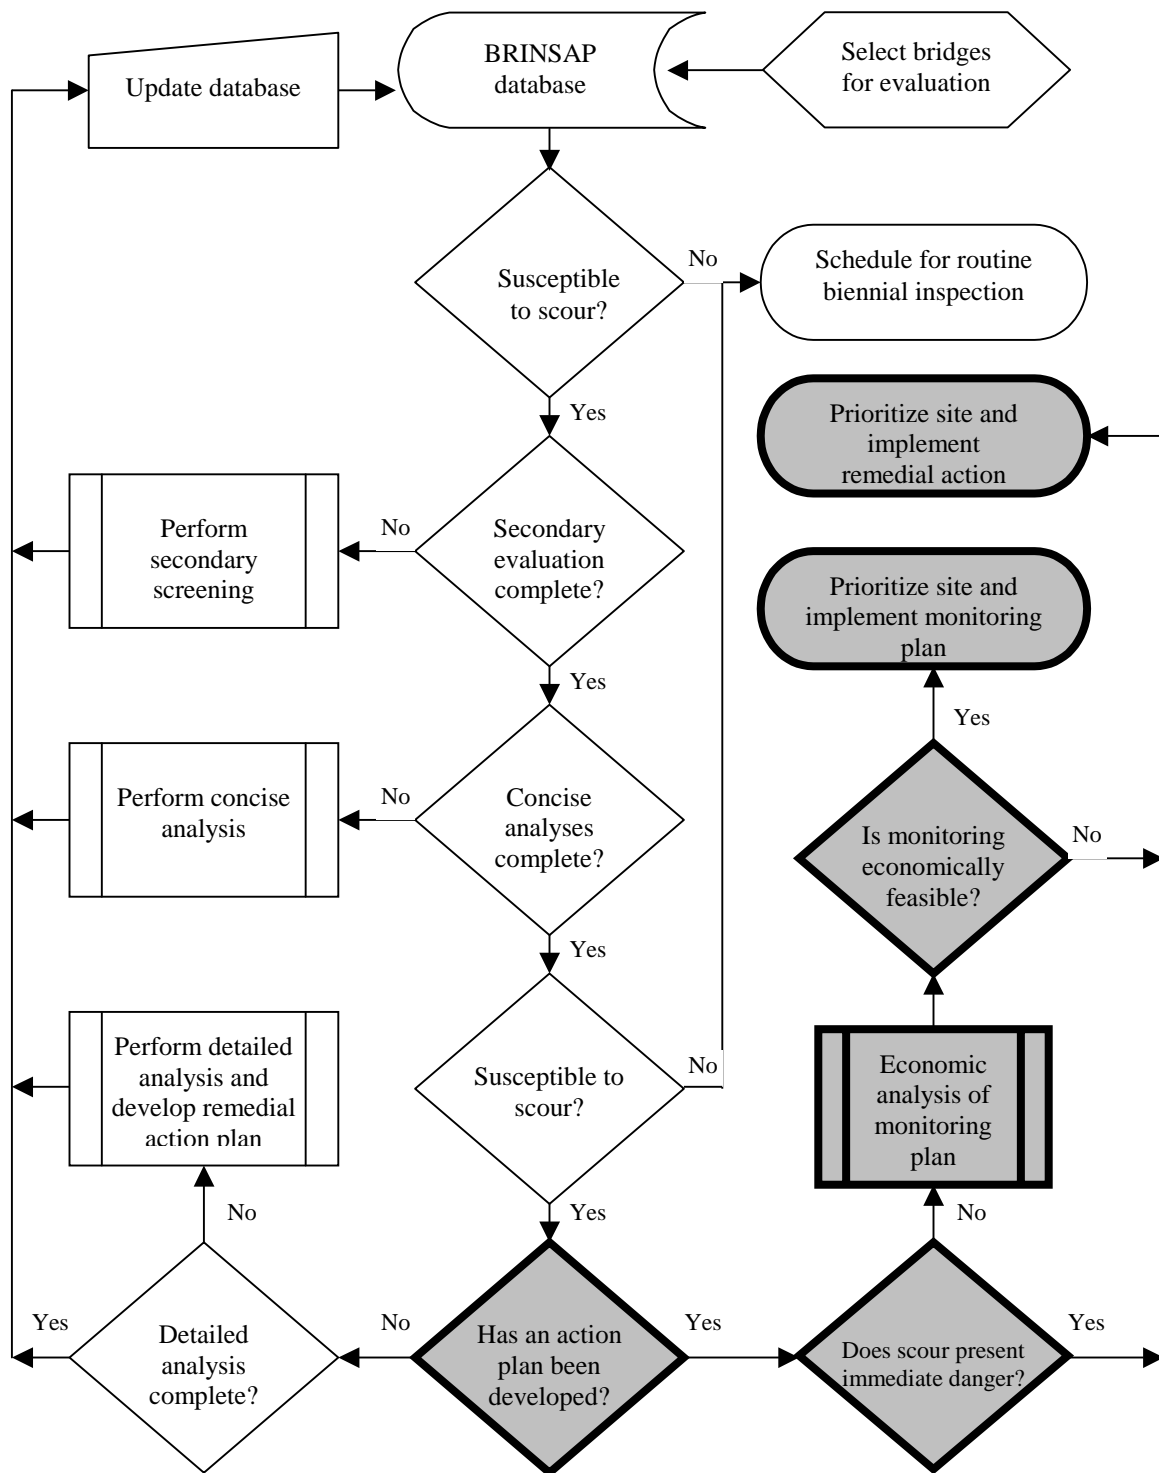 Update database
BRINSAP
database
Select bridges
for evaluation
Susceptible
to scour?
No
Schedule for routine
biennial inspection
Yes
Prioritize site and
implement
remedial action
Perform
secondary
screening
No
Secondary
evaluation
complete?
Prioritize site and
implement monitoring
plan
Yes
Yes
Perform concise
analysis
No
Concise
analyses
complete?
Is monitoring
economically
feasible?
No
Yes
Perform detailed
analysis and
develop remedial
action plan
Susceptible to
scour?
No
Economic
analysis of
monitoring
plan
No
Yes
No
Yes
Detailed
analysis
complete?
No
Has an action
plan been
developed?
Yes
Does scour present
immediate danger?
Yes